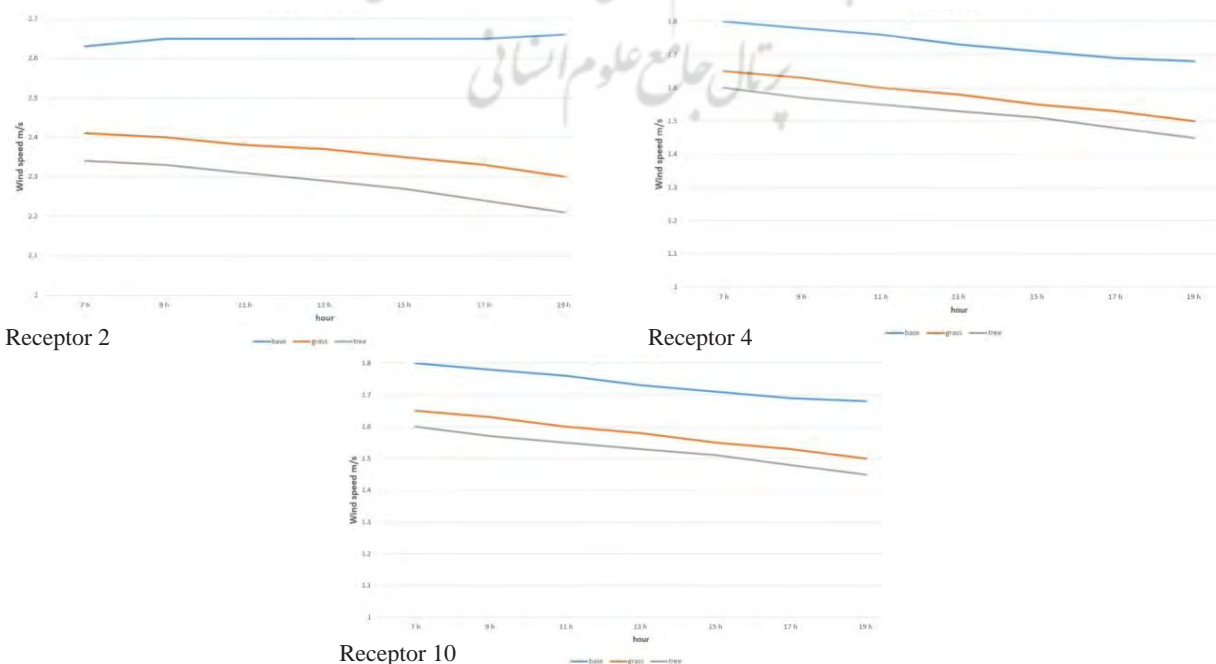 پرتال جامع علوم انسانی
2.7
2.6
2.5
2.4
2.3
2.2
2.1
Wind speed m/s
7 h 9 h 11 h 13 h 15 h 17 h 19 h
hour
base grass tree
Receptor 2
1.8
1.7
1.6
1.5
1.4
1.3
1.2
1.1
1
Wind speed m/s
7 h 9 h 11 h 13 h 15 h 17 h 19 h
hour
base grass tree
Receptor 4
1.8
1.7
1.6
1.5
1.4
1.3
1.2
1.1
1
Wind speed m/s
7 h 9 h 11 h 13 h 15 h 17 h 19 h
hour
base grass tree
Receptor 10